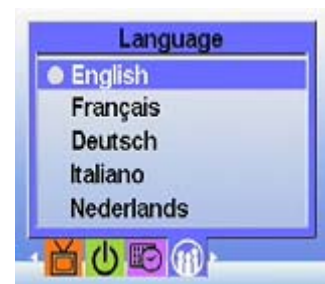 Language
English
Français
Deutsch
Italiano
Nederlands